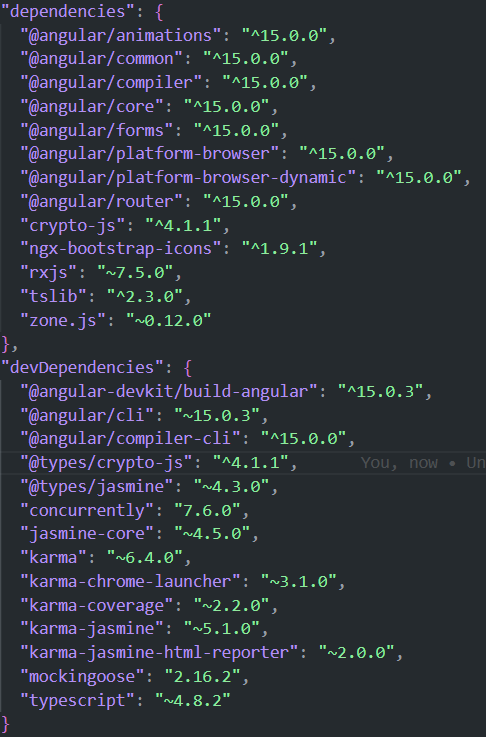 "dependencies": {
"@angular/animations": "^15.0.0",
"@angular/common": "^15.0.0",
"@angular/compiler": "^15.0.0",
"@angular/core": "^15.0.0",
"@angular/forms": "^15.0.0",
"@angular/platform-browser": "^15.0.0",
"@angular/platform-browser-dynamic": "^15.0.0",
"@angular/router": "^15.0.0",
"crypto-js": "^4.1.1",
"ngx-bootstrap-icons": "^1.9.1",
"rxjs": "~7.5.0",
"tslib": "^2.3.0",
"zone.js": "~0.12.0"
},
"devDependencies": {
"@angular-devkit/build-angular": "^15.0.3",
"@angular/cli": "~15.0.3",
"@angular/compiler-cli": "^15.0.0",
"@types/crypto-js": "^4.1.1", You, now • Un
"@types/jasmine": "~4.3.0",
"concurrently": "7.6.0",
"jasmine-core": "~4.5.0",
"karma": "~6.4.0",
"karma-chrome-launcher": "~3.1.0",
"karma-coverage": "~2.2.0",
"karma-jasmine": "~5.1.0",
"karma-jasmine-html-reporter": "~2.0.0",
"mockingoose": "2.16.2",
"typescript": "~4.8.2"
}